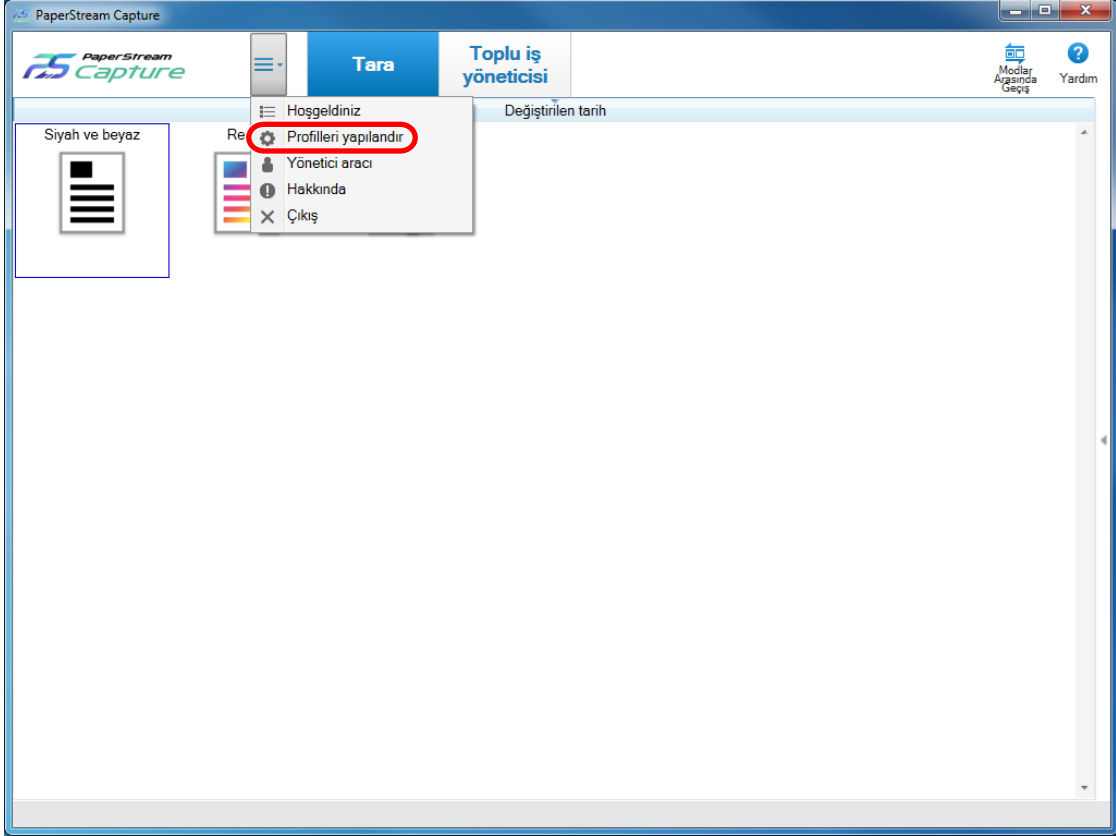 PaperStream Capture
PaperStream
Capture
Tara
Toplu iş
yöneticisi
Modlar
Arasında
Geçiş
Yardım
Değiştirilen tarih
Siyah ve beyaz
Hoşgeldiniz
Profilleri yapılandır
Yönetici aracı
Hakkında
Çıkış